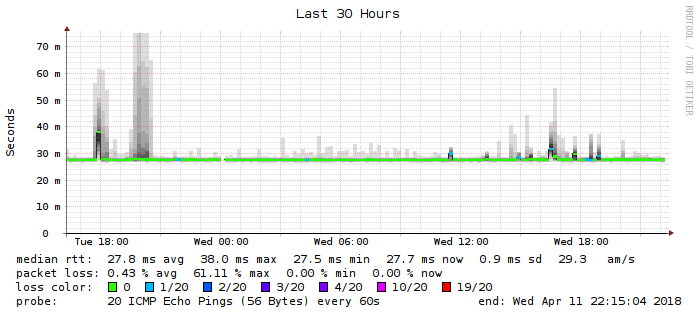 Last 30 Hours
RRDTOOL / TOBI OETIKER
Seconds
70 m
60 m
50 m
40 m
30 m
20 m
10 m
0
Tue 18:00 Wed 00:00 Wed 06:00 Wed 12:00 Wed 18:00
median rtt: 27.8 ms avg 38.0 ms max 27.5 ms min 27.7 ms now 0.9 ms sd 29.3 am/s
packet loss: 0.43 % avg 61.11 % max 0.00 % min 0.00 % now
loss color: 0 1/20 2/20 3/20 4/20 10/20 19/20
probe: 20 ICMP Echo Pings (56 Bytes) every 60s end: Wed Apr 11 22:15:04 2018